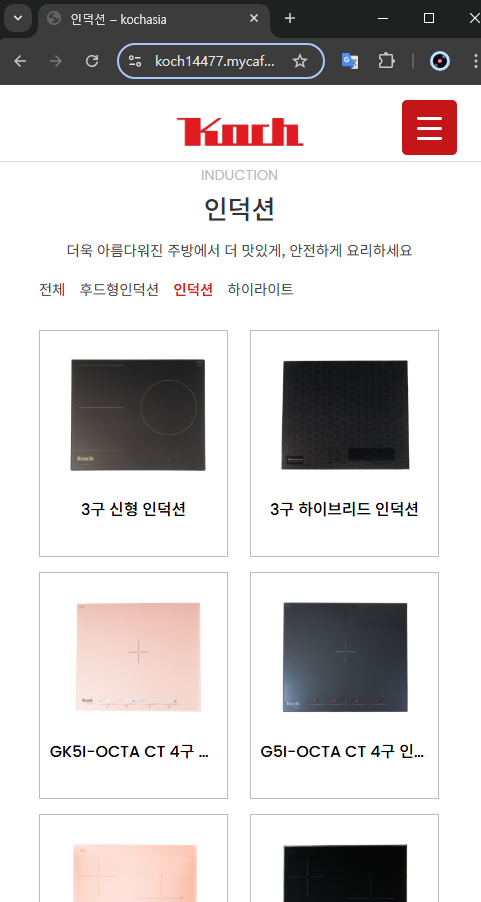 인덕션 – kochasia
koch14477.mycaf...
Koch
INDUCTION
인덕션
더욱 아름다워진 주방에서 더 맛있게, 안전하게 요리하세요
전체 후드형인덕션 인덕션 하이라이트
3구 신형 인덕션
3구 하이브리드 인덕션
GK5I-OCTA CT 4구 ...
G5I-OCTA CT 4구 인...